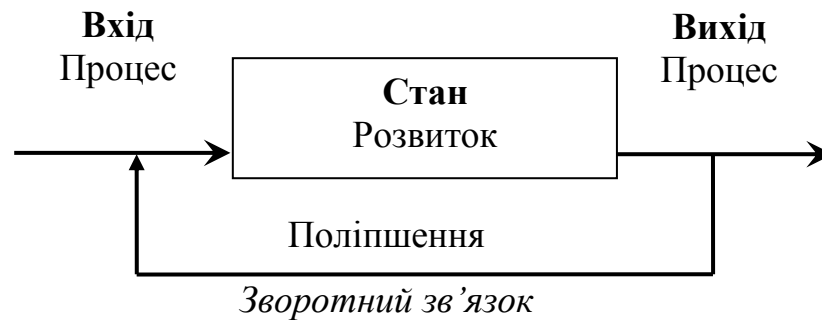 Вхід
Процес
Стан
Розвиток
Вихід
Процес
Поліпшення
Зворотний зв’язок